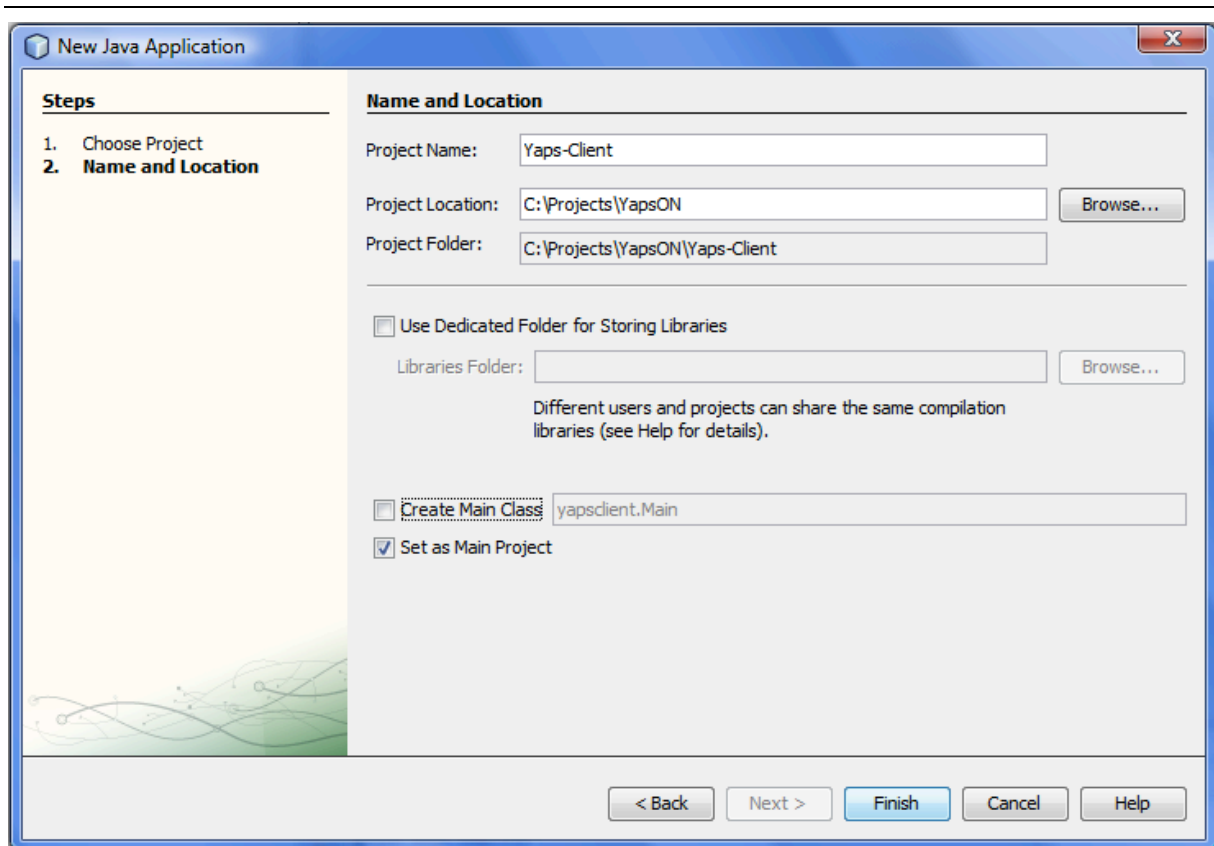 New Java Application
X
Steps
1. Choose Project
2. Name and Location
Name and Location
Project Name: Yaps-Client
Project Location: C:\Projects\YapsON Browse...
Project Folder: C:\Projects\YapsON\Yaps-Client
Use Dedicated Folder for Storing Libraries
Libraries Folder: Browse...
Different users and projects can share the same compilation
libraries (see Help for details).
Create Main Class yapsclient.Main
Set as Main Project
< Back Next > Finish Cancel Help